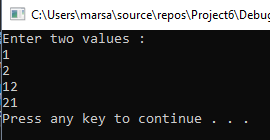 C:\Users\marsa\source\repos\Project6\Debug
Enter two values :
1
2
12
21
Press any key to continue . . .